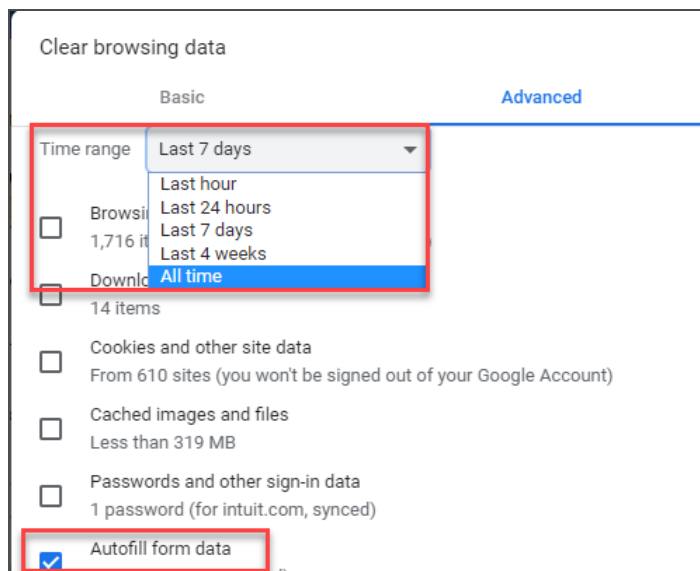 Clear browsing data
Basic Advanced
Time range Last 7 days
Last hour
Last 24 hours
Last 7 days
Last 4 weeks
All time
1,716
14 items
Cookies and other site data
From 610 sites (you won't be signed out of your Google Account)
Cached images and files
Less than 319 MB
Passwords and other sign-in data
1 password (for intuit.com, synced)
Autofill form data